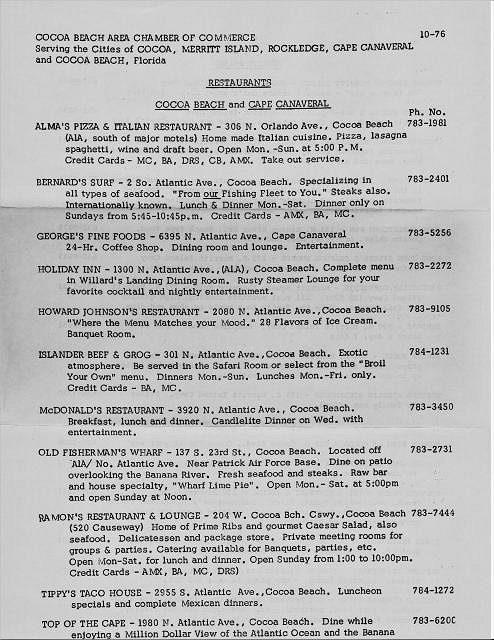 COCOA BEACH AREA CHAMBER OF COMMERCE 10-76
Serving the Cities of COCOA, MERRITT ISLAND, ROCKLEDGE, CAPE CANAVERAL
and COCOA BEACH, Florida
RESTAURANTS
COCOA BEACH and CAPE CANAVERAL
Ph. No.
ALMA'S PIZZA & ITALIAN RESTAURANT - 306 N. Orlando Ave., Cocoa Beach 783-1981
(A1A, south of major motels) Home made Italian cuisine. Pizza, lasagna
spaghetti, wine and draft beer. Open Mon.-Sun. at 5:00 P.M.
Credit Cards - MC, BA, DRS, CB, AMX. Take out service.
BERNARD'S SURF - 2 So. Atlantic Ave., Cocoa Beach. Specializing in 783-2401
all types of seafood. "From our Fishing Fleet to You." Steaks also.
Internationally known. Lunch & Dinner Mon.-Sat. Dinner only on
Sundays from 5:45-10:45p.m. Credit Cards - AMX, BA, MC.
GEORGE'S FINE FOODS - 6395 N. Atlantic Ave., Cape Canaveral 783-5256
24-Hr. Coffee Shop. Dining room and lounge. Entertainment.
HOLIDAY INN - 1300 N. Atlantic Ave.,(A1A), Cocoa Beach. Complete menu 783-2272
in Willard's Landing Dining Room. Rusty Steamer Lounge for your
favorite cocktail and nightly entertainment.
HOWARD JOHNSON'S RESTAURANT - 2080 N. Atlantic Ave., Cocoa Beach. 783-9105
"Where the Menu Matches your Mood." 28 Flavors of Ice Cream.
Banquet Room.
ISLANDER BEEF & GROG - 301 N. Atlantic Ave., Cocoa Beach. Exotic 784-1231
atmosphere. Be served in the Safari Room or select from the "Broil
Your Own" menu. Dinners Mon.-Sun. Lunches Mon.-Fri. only.
Credit Cards - BA, MC.
McDONALD'S RESTAURANT - 3920 N. Atlantic Ave., Cocoa Beach. 783-3450
Breakfast, lunch and dinner. Candlelite Dinner on Wed. with
entertainment.
OLD FISHERMAN'S WHARF - 137 S. 23rd St., Cocoa Beach. Located off 783-2731
A1A/ No. Atlantic Ave. Near Patrick Air Force Base. Dine on patio
overlooking the Banana River. Fresh seafood and steaks. Raw bar
and house specialty, "Wharf Lime Pie". Open Mon.- Sat. at 5:00pm
and open Sunday at Noon.
RAMON'S RESTAURANT & LOUNGE - 204 W. Cocoa Bch. Cswy., Cocoa Beach 783-7444
(520 Causeway) Home of Prime Ribs and gourmet Caesar Salad, also
seafood. Delicatessen and package store. Private meeting rooms for
groups & parties. Catering available for Banquets, parties, etc.
Open Mon-Sat. for lunch and dinner. Open Sunday from 1:00 to 10:00pm.
Credit Cards - AMX, BA, MC, DRS)
TIPPY'S TACO HOUSE - 2955 S. Atlantic Ave., Cocoa Beach. Luncheon 784-1272
specials and complete Mexican dinners.
TOP OF THE CAPE - 1980 N. Atlantic Ave., Cocoa Beach. Dine while 783-6200
enjoying a Million Dollar View of the Atlantic Ocean and the Banana